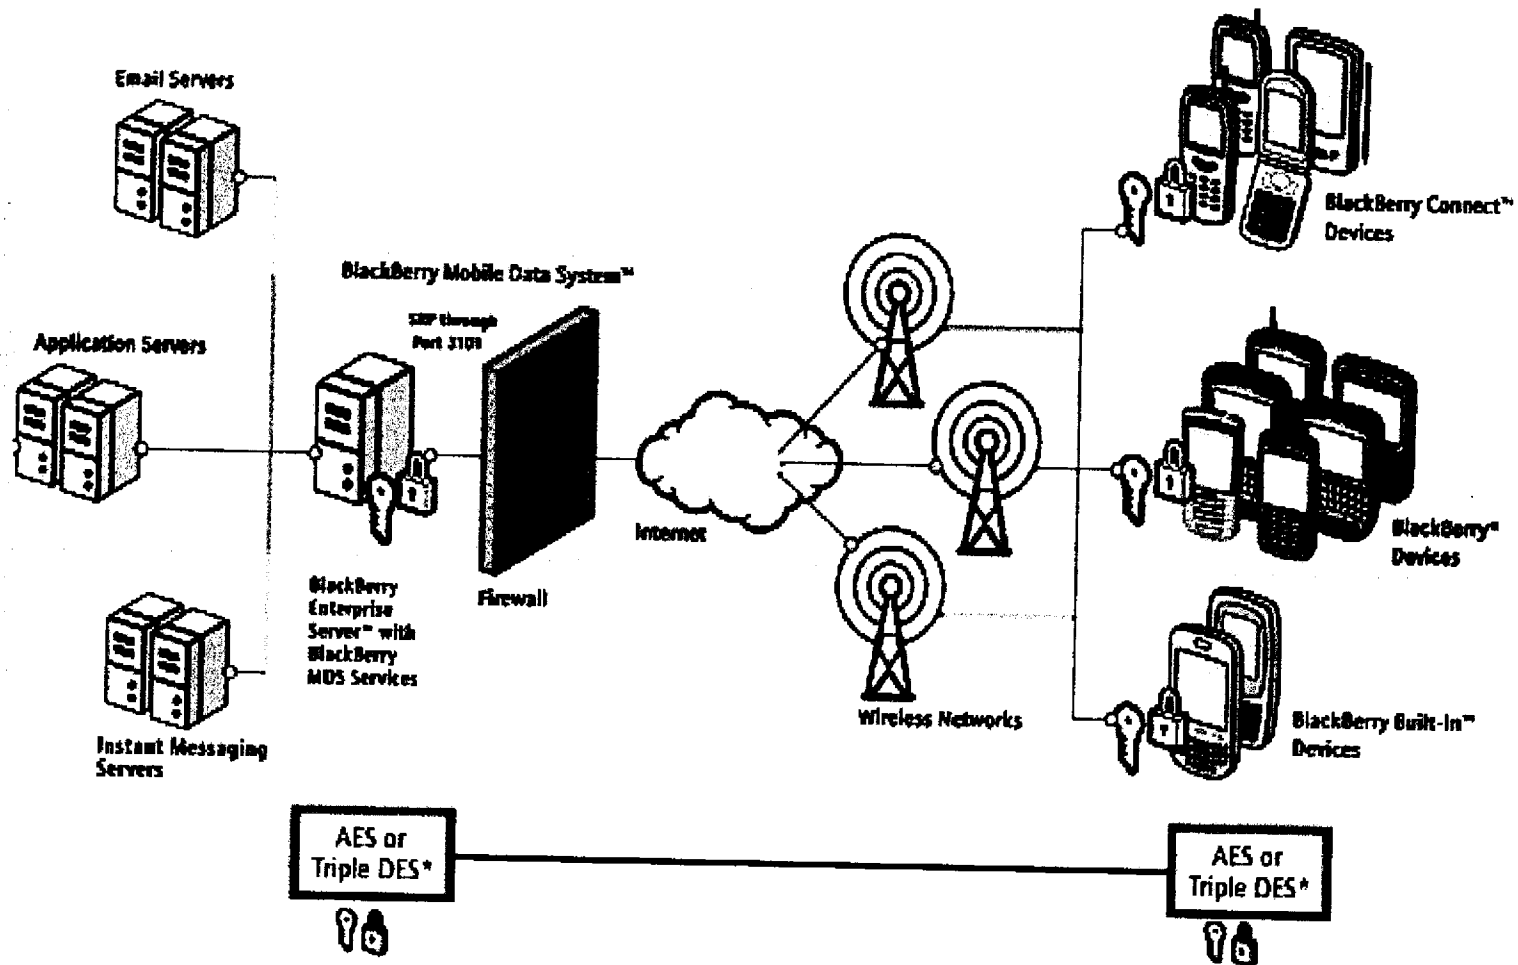 Email Servers
BlackBerry Connect™
Devices
BlackBerry Mobile Data System™
SRP through
Port 3101
Application Servers
Internet
BlackBerry®
Devices
BlackBerry
Enterprise
Server™ with
BlackBerry
MDS Services
Firewall
Wireless Networks
BlackBerry Built-In™
Devices
Instant Messaging
Servers
AES or
Triple DES*
AES or
Triple DES*